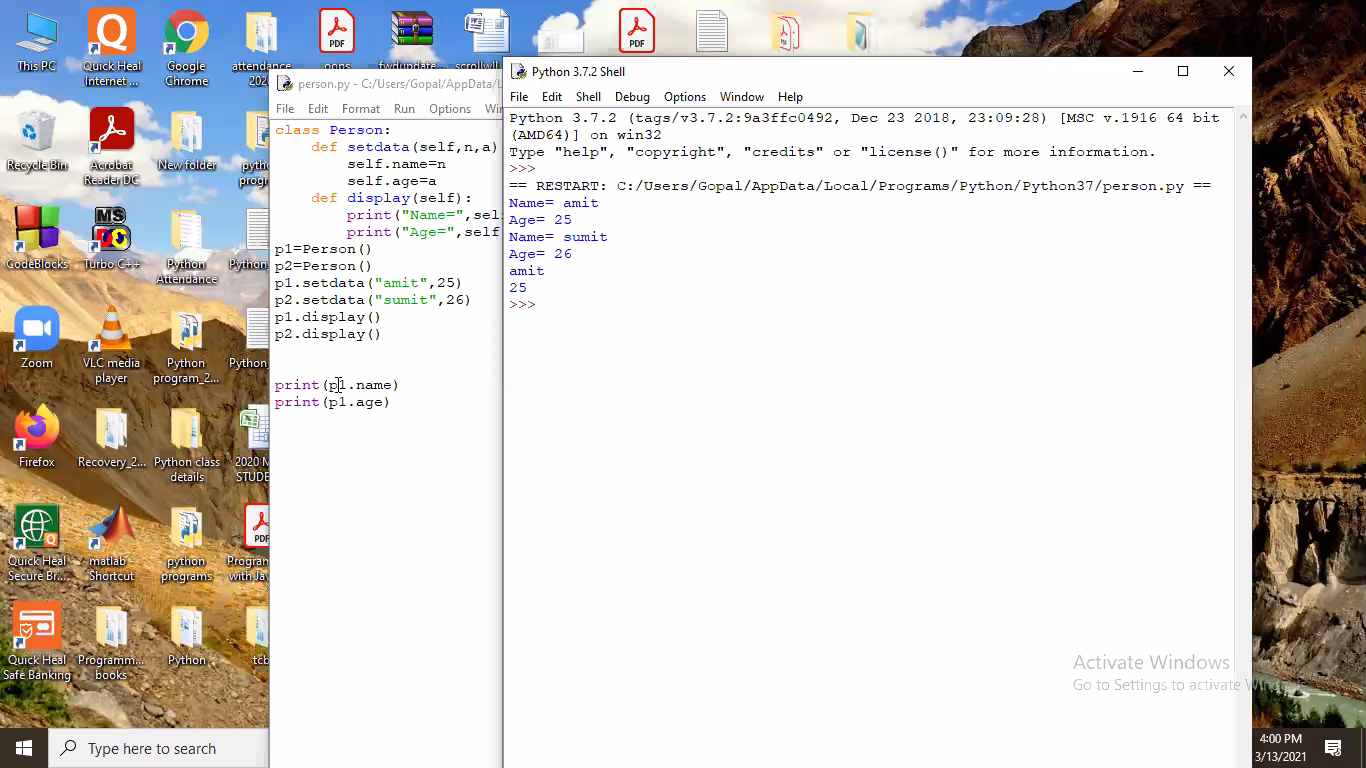 This PC
Quick Heal
Internet ...
Google
Chrome
attendance
202
PDF
oops
fwdupdate...
scrollwill
PDF
PDF
Recycle Bin
Acrobat
Reader DC
New folder
pytho
progr
CodeBlocks
MS
Turbo C++
Python
Attendance
Python
Zoom
VLC media
player
Python
program_2...
Python_
Firefox
Recovery_2...
Python class
details
2020 M
STUDE
Quick Heal
Secure Br...
matlab -
Shortcut
python
programs
PDF
Program
with Jav
Quick Heal
Safe Banking
Programm...
books
Python
tcb
person.py - C:/Users/Gopal/AppData/L
File Edit Format Run Options Win
class Person:
    def setdata(self,n,a)
        self.name=n
        self.age=a
    def display(self):
        print("Name=",sel
        print("Age=",self
p1=Person()
p2=Person()
p1.setdata("amit",25)
p2.setdata("sumit",26)
p1.display()
p2.display()
print(p1.name)
print(p1.age)
Python 3.7.2 Shell
File Edit Shell Debug Options Window Help
Python 3.7.2 (tags/v3.7.2:9a3ffc0492, Dec 23 2018, 23:09:28) [MSC v.1916 64 bit
(AMD64)] on win32
Type "help", "copyright", "credits" or "license()" for more information.
>>>
== RESTART: C:/Users/Gopal/AppData/Local/Programs/Python/Python37/person.py ==
Name= amit
Age= 25
Name= sumit
Age= 26
amit
25
>>>
Activate Windows
Go to Settings to activate W
Type here to search
4:00 PM
3/13/2021